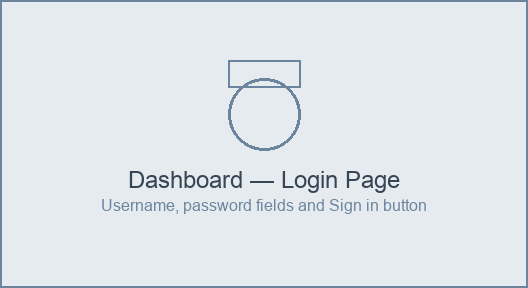 Dashboard — Login Page
Username, password fields and Sign in button